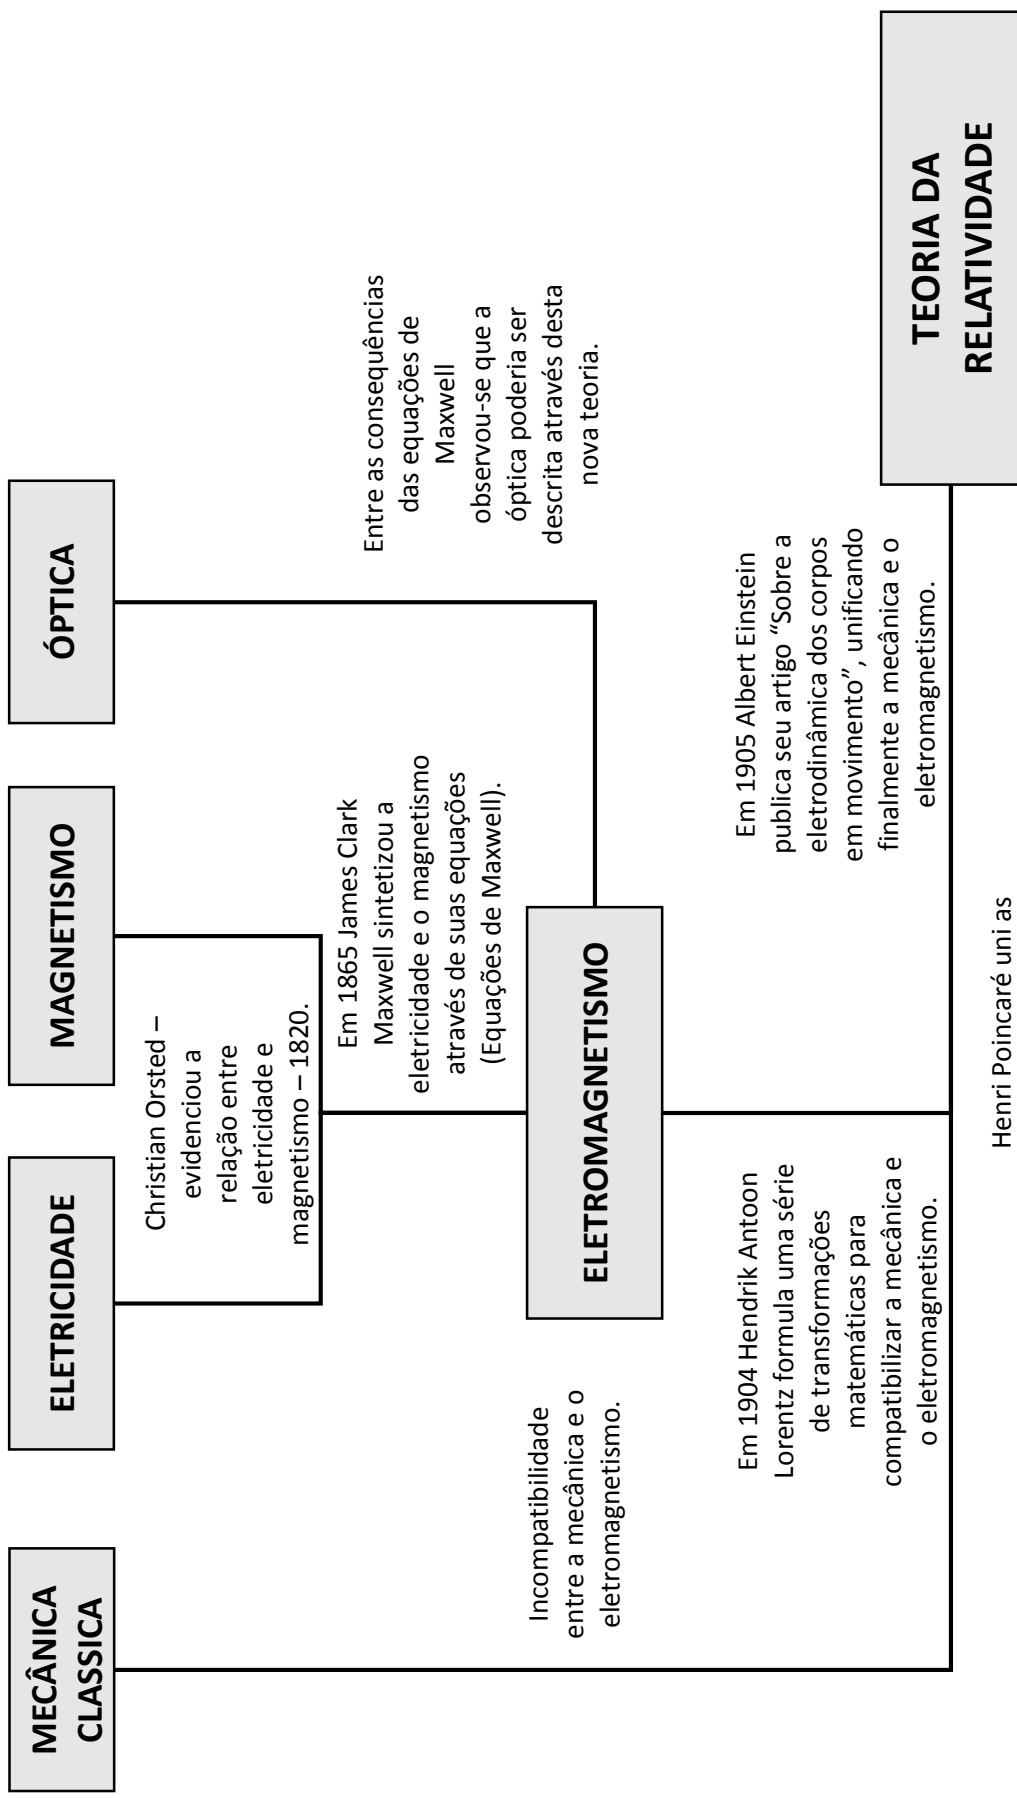 MECÂNICA
CLASSICA
ELETRICIDADE
MAGNETISMO
ÓPTICA
Christian Orsted –
evidenciou a
relação entre
eletricidade e
magnetismo – 1820.
Em 1865 James Clark
Maxwell sintetizou a
eletricidade e o magnetismo
através de suas equações
(Equações de Maxwell).
Entre as consequências
das equações de
Maxwell
observou-se que a
óptica poderia ser
descrita através desta
nova teoria.
Incompatibilidade
entre a mecânica e o
eletromagnetismo.
ELETROMAGNETISMO
Em 1904 Hendrik Antoon
Lorentz formula uma série
de transformações
matemáticas para
compatibilizar a mecânica e
o eletromagnetismo.
Em 1905 Albert Einstein
publica seu artigo “Sobre a
eletrodinâmica dos corpos
em movimento”, unificando
finalmente a mecânica e o
eletromagnetismo.
TEORIA DA
RELATIVIDADE
Henri Poincaré uni as